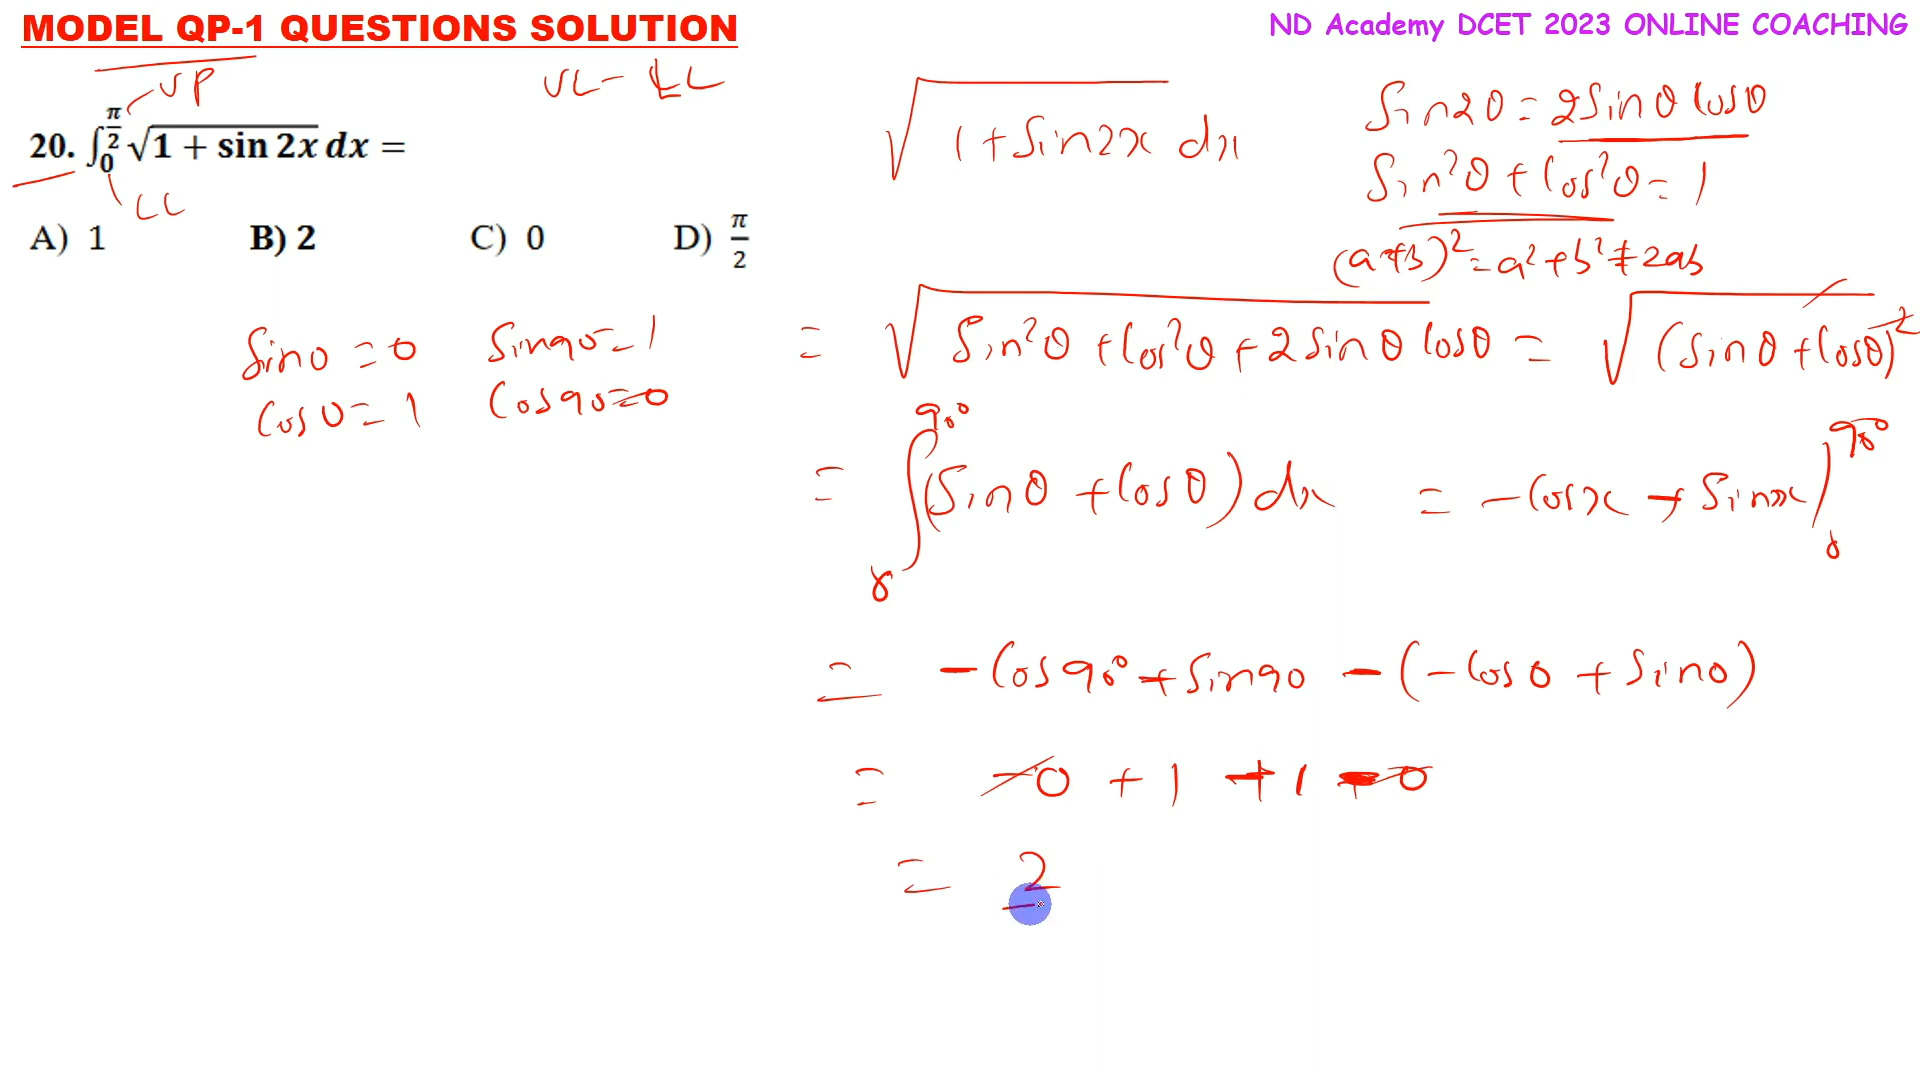 MODEL QP-1 QUESTIONS SOLUTION
ND Academy DCET 2023 ONLINE COACHING
UP
UL - LL
20. ∫₀^{π/2} √(1 + sin 2x) dx =
LL
A) 1 B) 2 C) 0 D) π/2
√(1 + Sin2x) dx
Sin2θ = 2Sinθ Cosθ
Sin²θ + Cos²θ = 1
(a+b)² = a² + b² + 2ab
Sin0 = 0 Sin90 = 1
Cos0 = 1 Cos90 = 0
= √(Sin²θ + Cos²θ + 2Sinθ Cosθ) = √(Sinθ + Cosθ)²
= ∫₀^{90°} (Sinθ + Cosθ) dx = -Cosx + Sinx |₀^{90°}
= -Cos90° + Sin90 - (-Cos0 + Sin0)
= -0 + 1 + 1 - 0
= 2